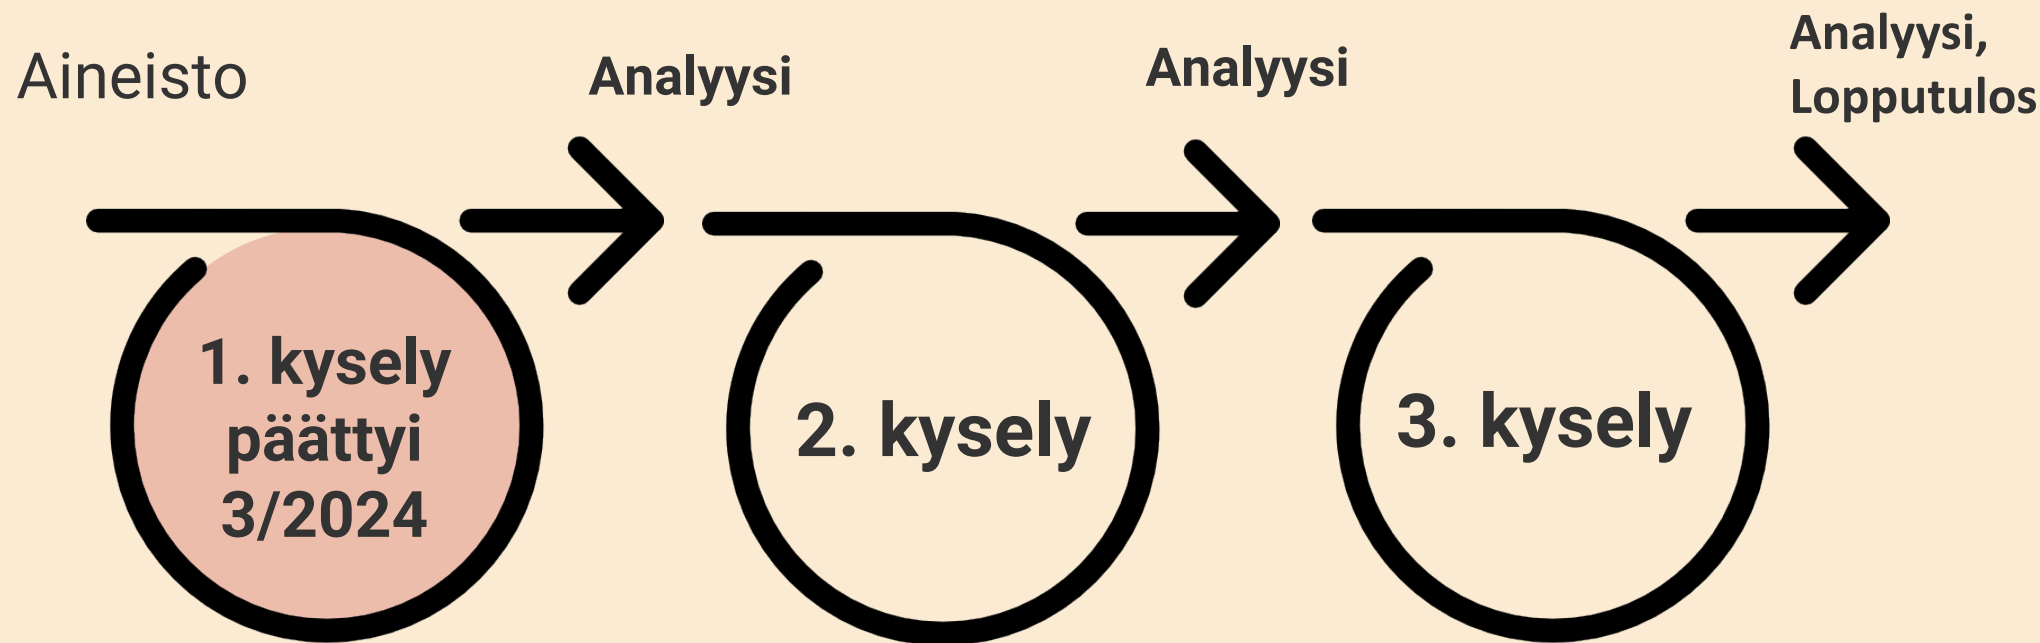 Aineisto
Analyysi
Analyysi
Analyysi,
Lopputulos
1. kysely
päättyi
3/2024
2. kysely
3. kysely